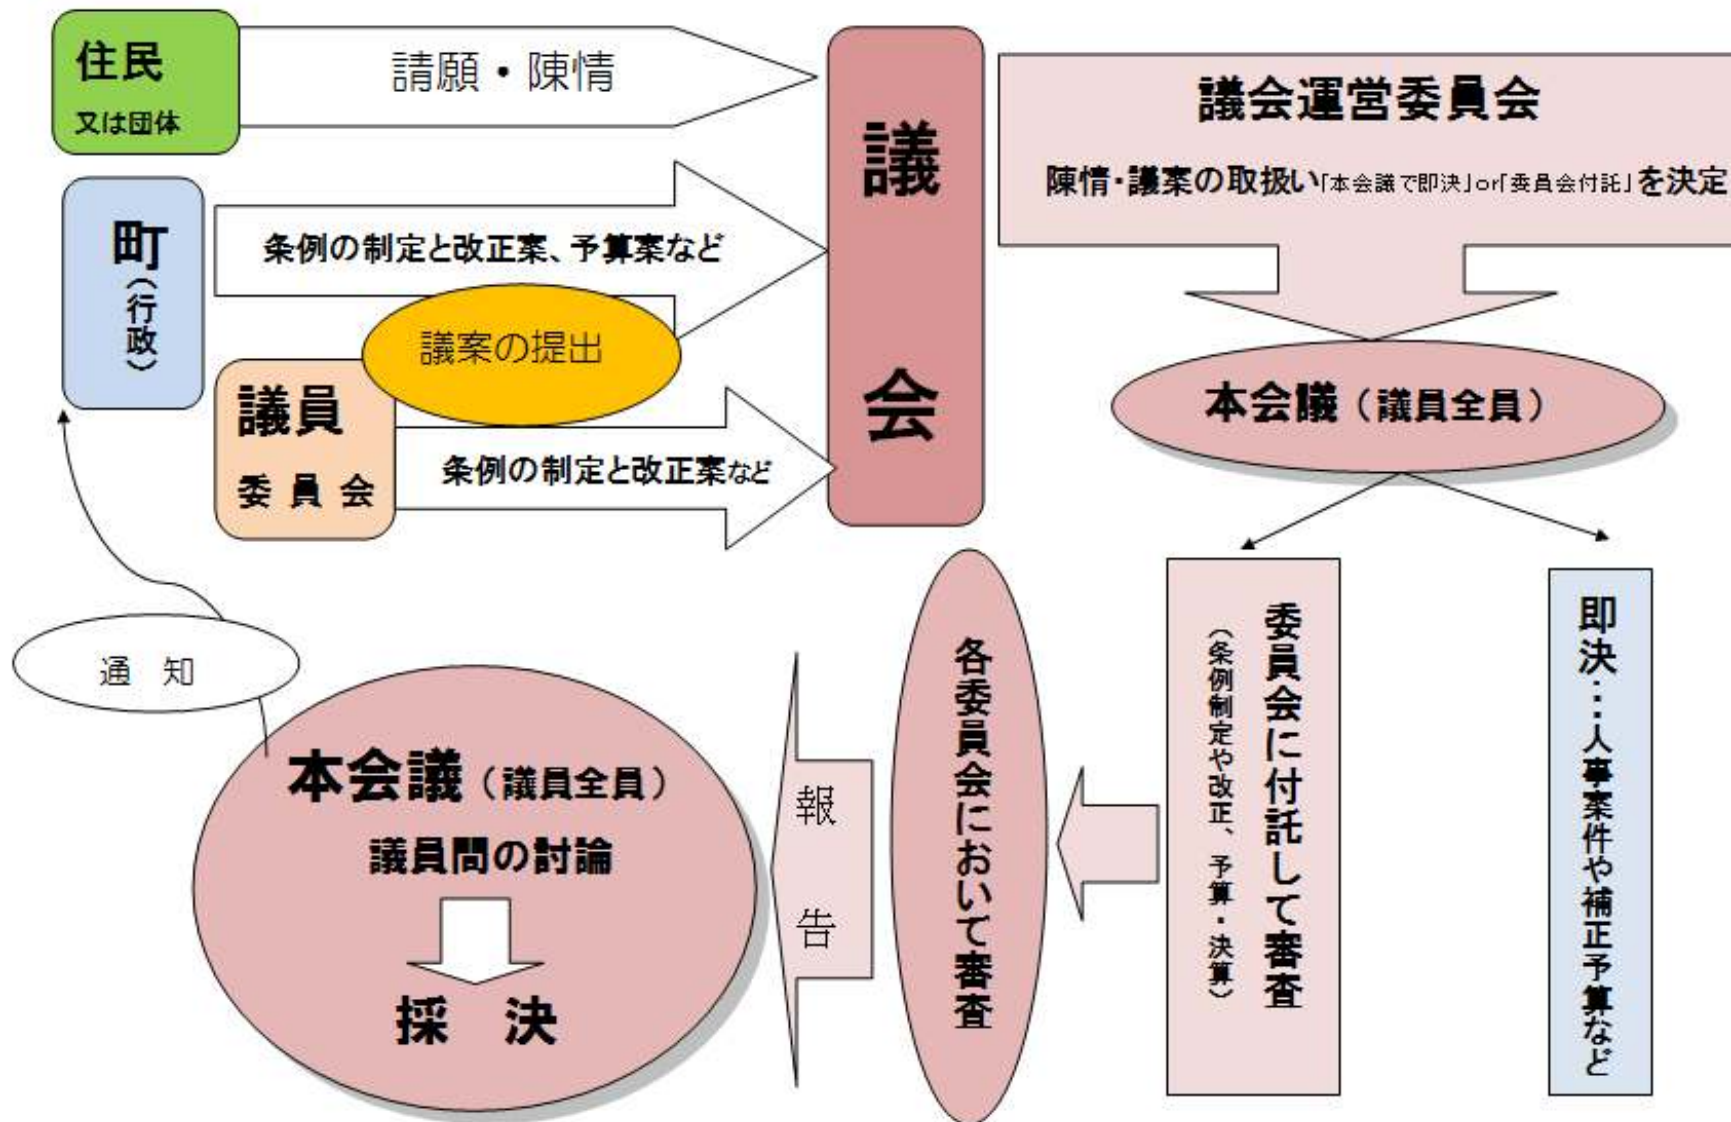 住民
又は団体
請願・陳情
町
（行政）
条例の制定と改正案、予算案など
議案の提出
議員
委員会
条例の制定と改正案など
議会
議会運営委員会
陳情・議案の取扱い「本会議で即決」or「委員会付託」を決定
本会議（議員全員）
即決…人事案件や補正予算など
委員会に付託して審査
（条例制定や改正、予算・決算）
各委員会において審査
報告
本会議（議員全員）
議員間の討論
採決
通知